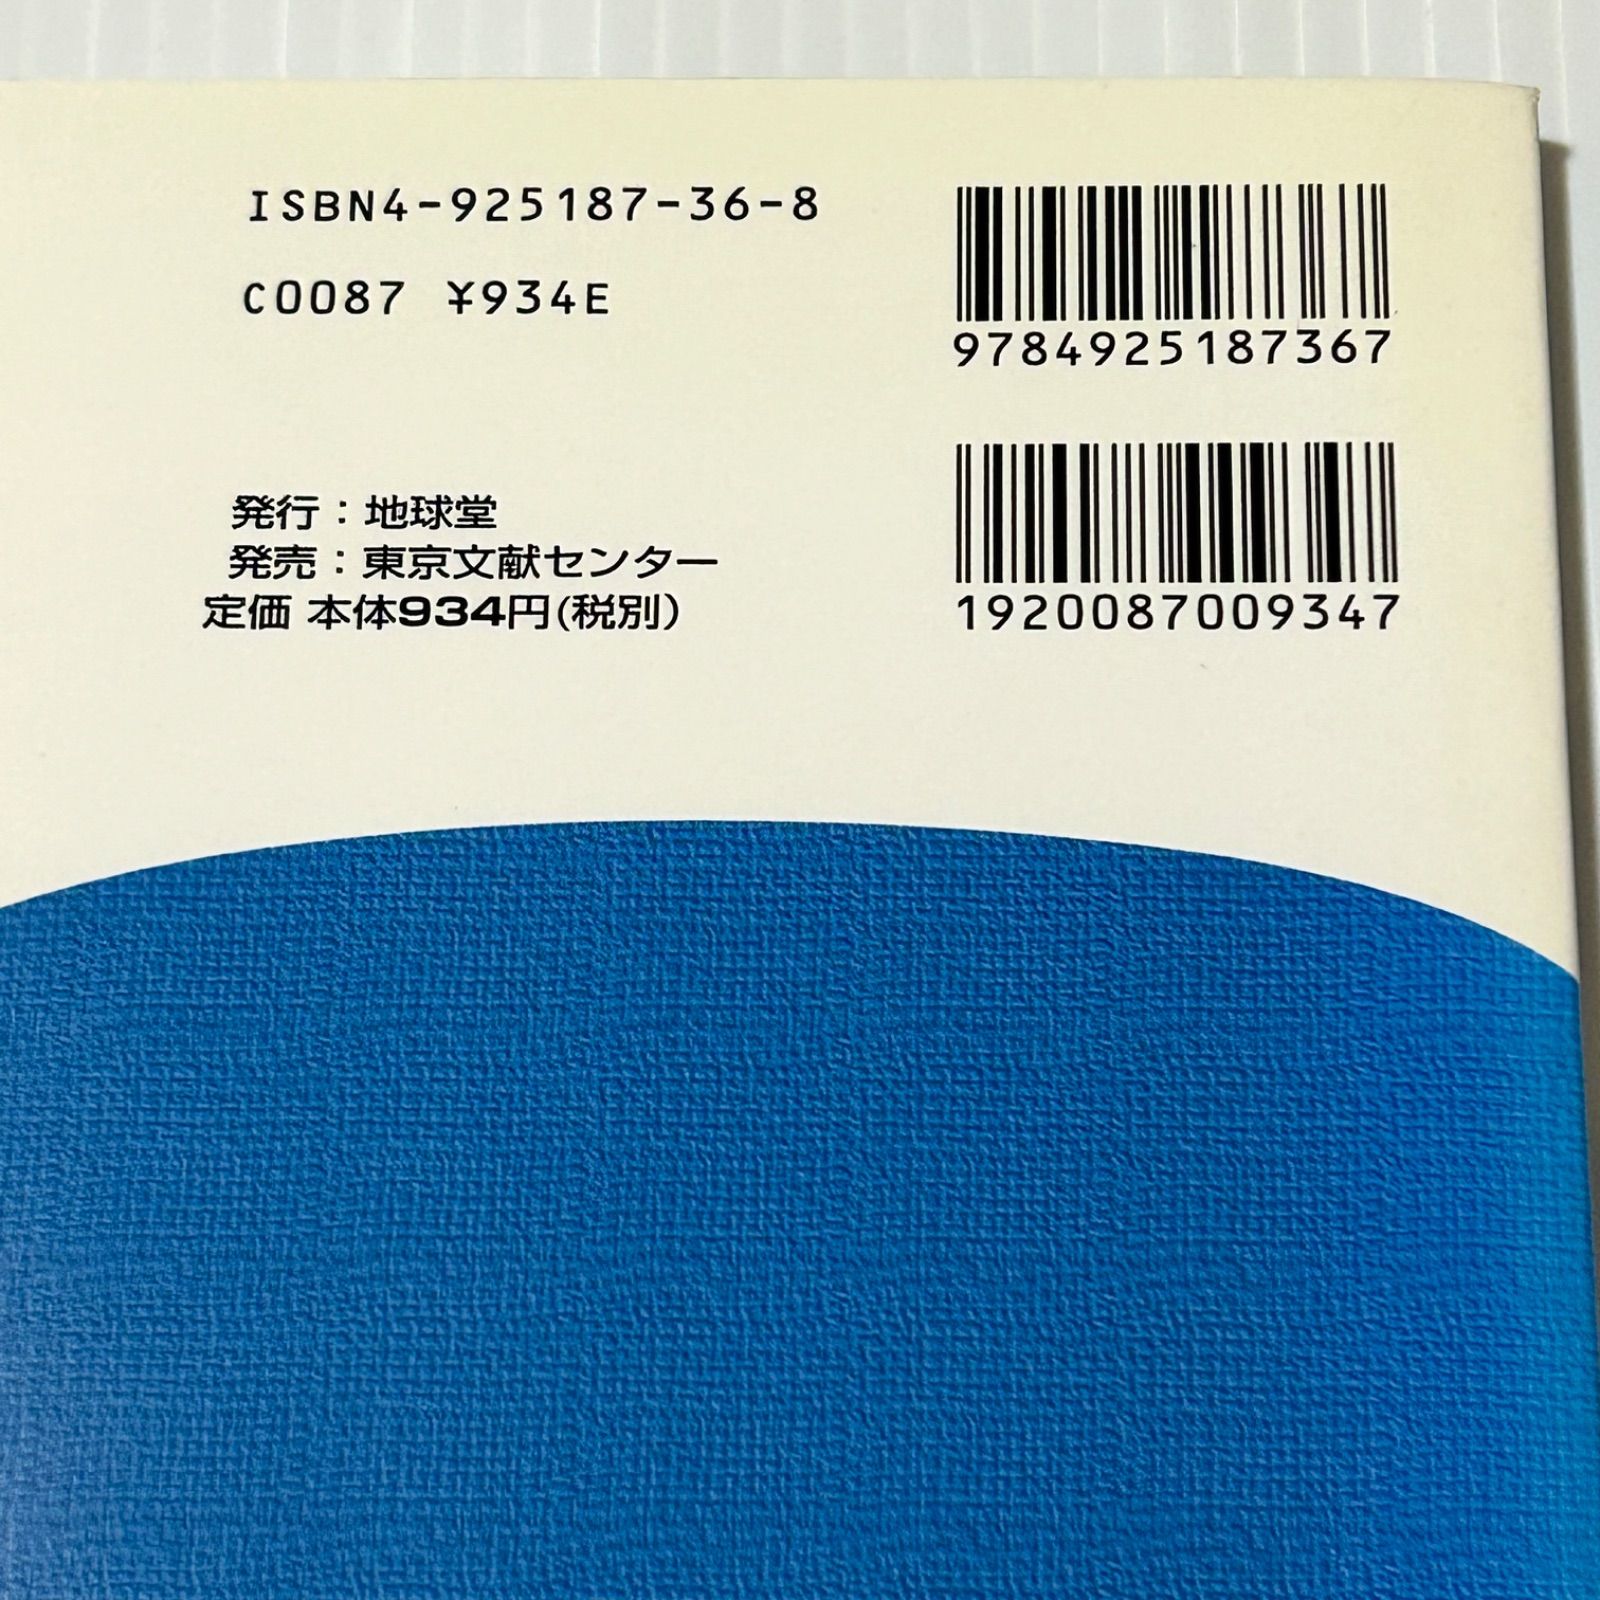 ISBN4-925187-36-8
C0087 ¥934E
9784925187367
1920087009347
発行：地球堂
発売：東京文献センター
定価 本体934円(税別)